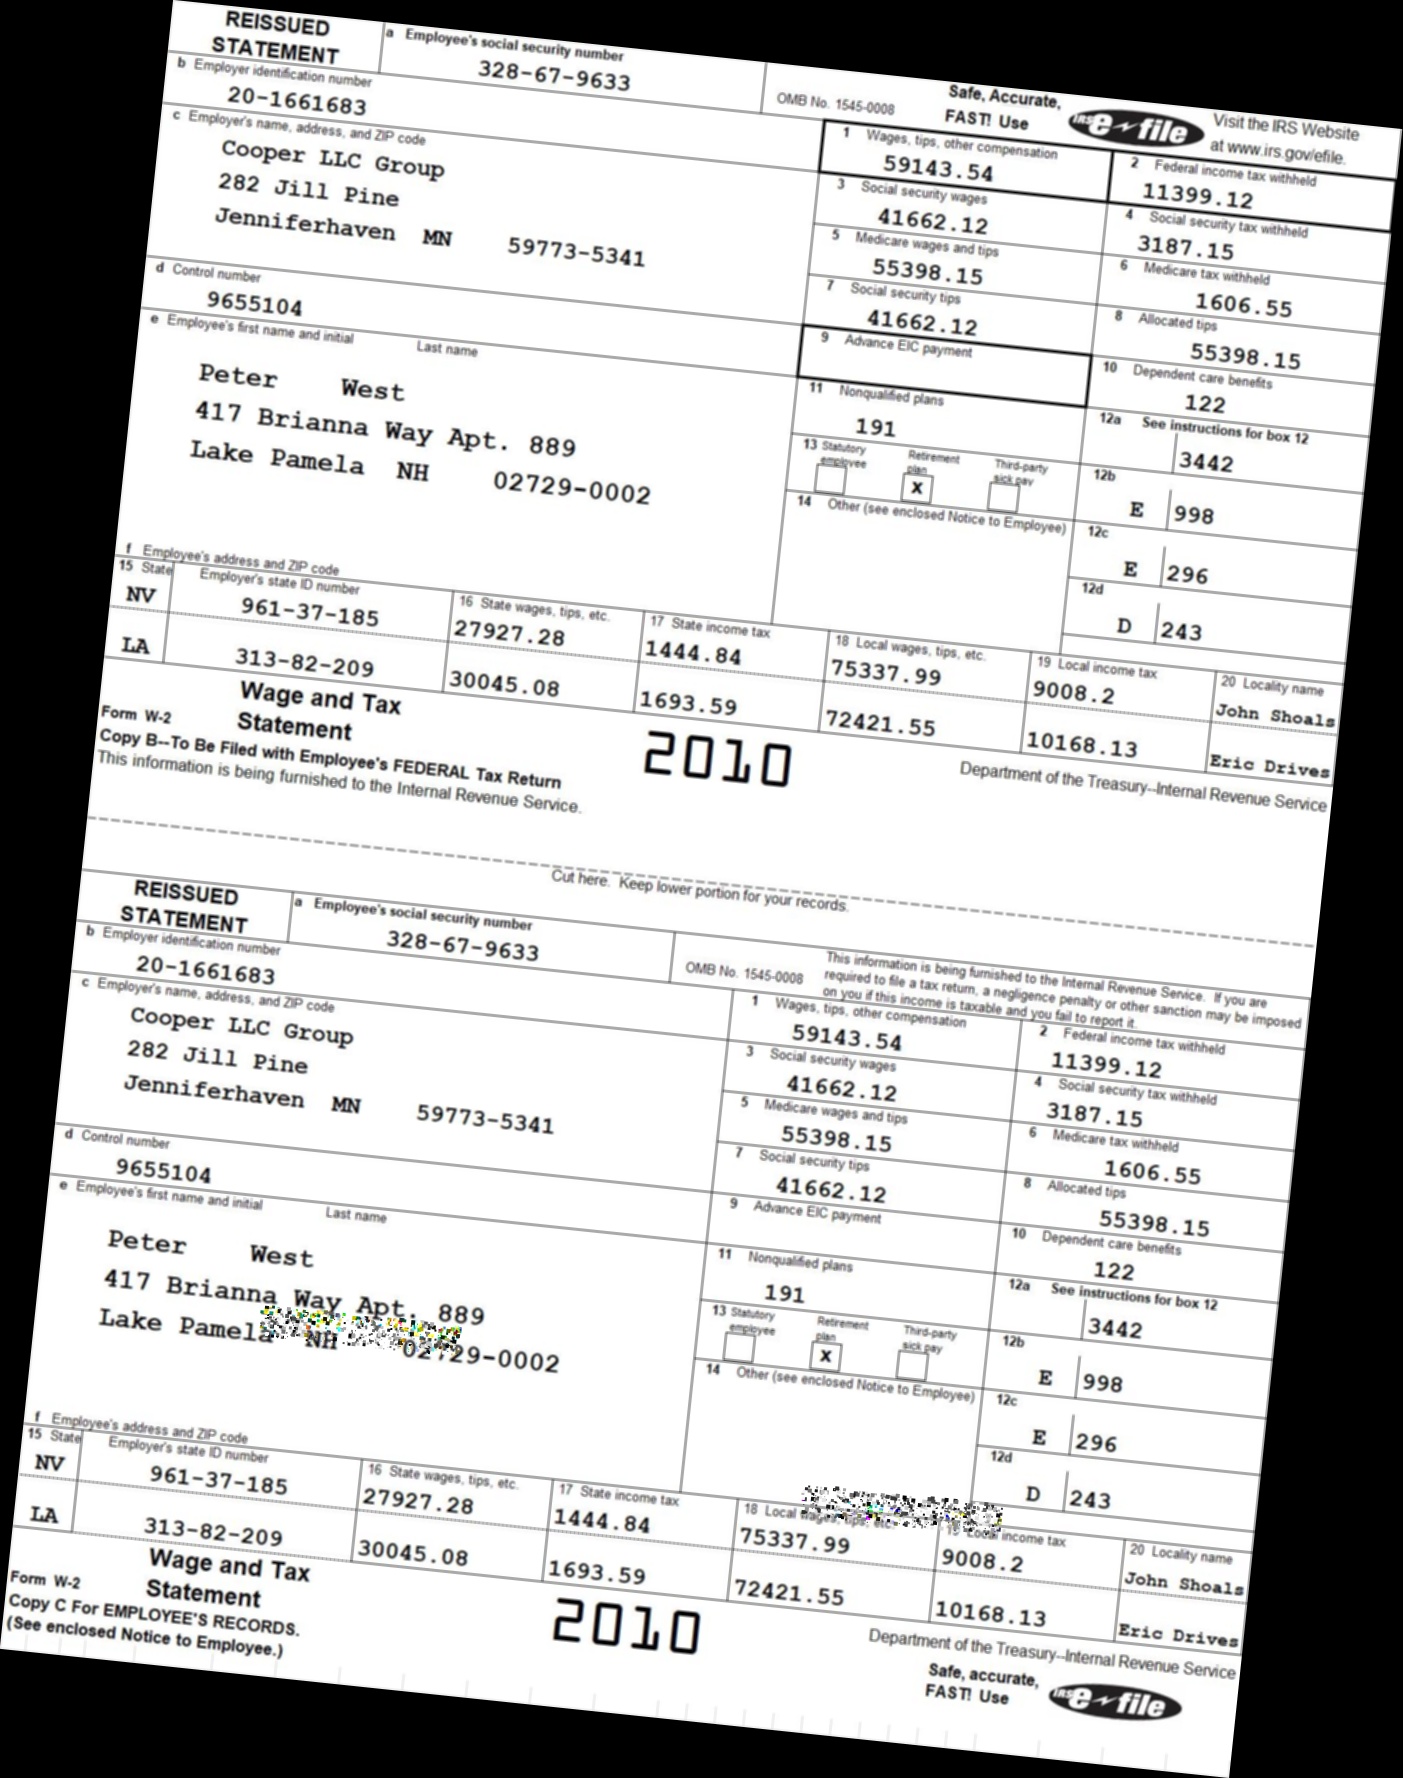 REISSUED
STATEMENT
a Employee's social security number
328-67-9633
OMB No. 1545-0008
Safe, Accurate,
FAST! Use
IRS e-file
Visit the IRS Website
at www.irs.gov/efile.
b Employer identification number
20-1661683
c Employer's name, address, and ZIP code
Cooper LLC Group
282 Jill Pine
Jenniferhaven MN 59773-5341
1 Wages, tips, other compensation
59143.54
2 Federal income tax withheld
11399.12
3 Social security wages
41662.12
4 Social security tax withheld
3187.15
5 Medicare wages and tips
55398.15
6 Medicare tax withheld
1606.55
d Control number
9655104
7 Social security tips
41662.12
8 Allocated tips
55398.15
e Employee's first name and initial Last name
Peter West
417 Brianna Way Apt. 889
Lake Pamela NH 02729-0002
9 Advance EIC payment
10 Dependent care benefits
122
11 Nonqualified plans
191
12a See instructions for box 12
3442
13 Statutory employee Retirement plan Third-party sick pay
X
12b
E 998
14 Other (see enclosed Notice to Employee)
12c
E 296
12d
D 243
f Employee's address and ZIP code
15 State Employer's state ID number
16 State wages, tips, etc.
17 State income tax
18 Local wages, tips, etc.
19 Local income tax
20 Locality name
NV 961-37-185 27927.28 1444.84 75337.99 9008.2 John Shoals
LA 313-82-209 30045.08 1693.59 72421.55 10168.13 Eric Drives
Form W-2
Wage and Tax
Statement
2010
Department of the Treasury--Internal Revenue Service
Copy B--To Be Filed with Employee's FEDERAL Tax Return
This information is being furnished to the Internal Revenue Service.
Cut here. Keep lower portion for your records.
REISSUED
STATEMENT
a Employee's social security number
328-67-9633
OMB No. 1545-0008
This information is being furnished to the Internal Revenue Service. If you are
required to file a tax return, a negligence penalty or other sanction may be imposed
on you if this income is taxable and you fail to report it.
b Employer identification number
20-1661683
c Employer's name, address, and ZIP code
Cooper LLC Group
282 Jill Pine
Jenniferhaven MN 59773-5341
1 Wages, tips, other compensation
59143.54
2 Federal income tax withheld
11399.12
3 Social security wages
41662.12
4 Social security tax withheld
3187.15
5 Medicare wages and tips
55398.15
6 Medicare tax withheld
1606.55
d Control number
9655104
7 Social security tips
41662.12
8 Allocated tips
55398.15
e Employee's first name and initial Last name
Peter West
417 Brianna Way Apt. 889
Lake Pamela NH 02729-0002
9 Advance EIC payment
10 Dependent care benefits
122
11 Nonqualified plans
191
12a See instructions for box 12
3442
13 Statutory employee Retirement plan Third-party sick pay
X
12b
E 998
14 Other (see enclosed Notice to Employee)
12c
E 296
12d
D 243
f Employee's address and ZIP code
15 State Employer's state ID number
16 State wages, tips, etc.
17 State income tax
18 Local wages, tips, etc.
19 Local income tax
20 Locality name
NV 961-37-185 27927.28 1444.84 75337.99 9008.2 John Shoals
LA 313-82-209 30045.08 1693.59 72421.55 10168.13 Eric Drives
Form W-2
Wage and Tax
Statement
2010
Department of the Treasury--Internal Revenue Service
Copy C For EMPLOYEE'S RECORDS.
(See enclosed Notice to Employee.)
Safe, accurate,
FAST! Use
IRS e-file